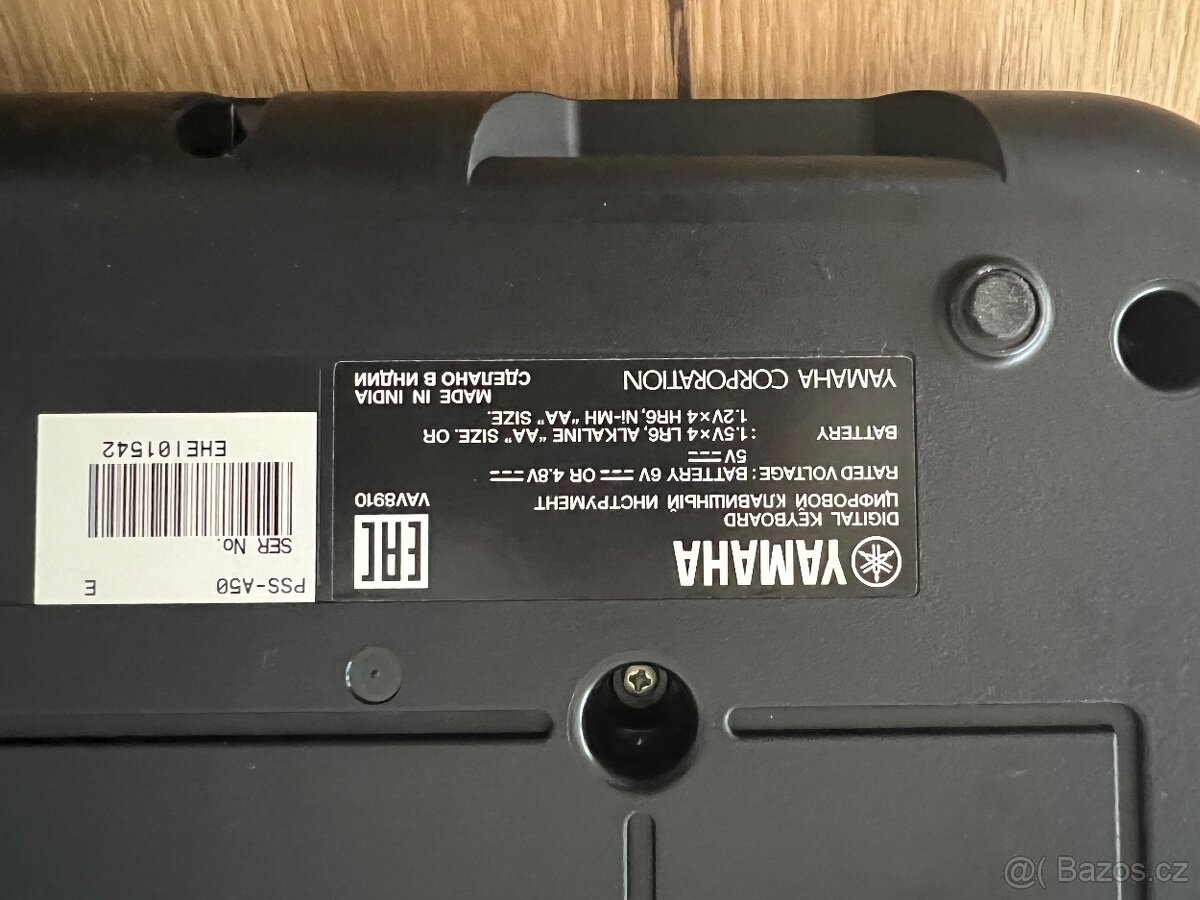 YAMAHA
DIGITAL KEYBOARD
ЦИФРОВОЙ КЛАВИШНЫЙ ИНСТРУМЕНТ
EAC
VAV8910
RATED VOLTAGE: BATTERY 6V ⎓ OR 4.8V ⎓
5V ⎓
BATTERY : 1.5V×4 LR6, ALKALINE "AA" SIZE. OR
1.2V×4 HR6, Ni-MH "AA" SIZE.
YAMAHA CORPORATION
MADE IN INDIA
СДЕЛАНО В ИНДИИ
PSS-A50 E
SER No.
EHEI01542
@( Bazos.cz